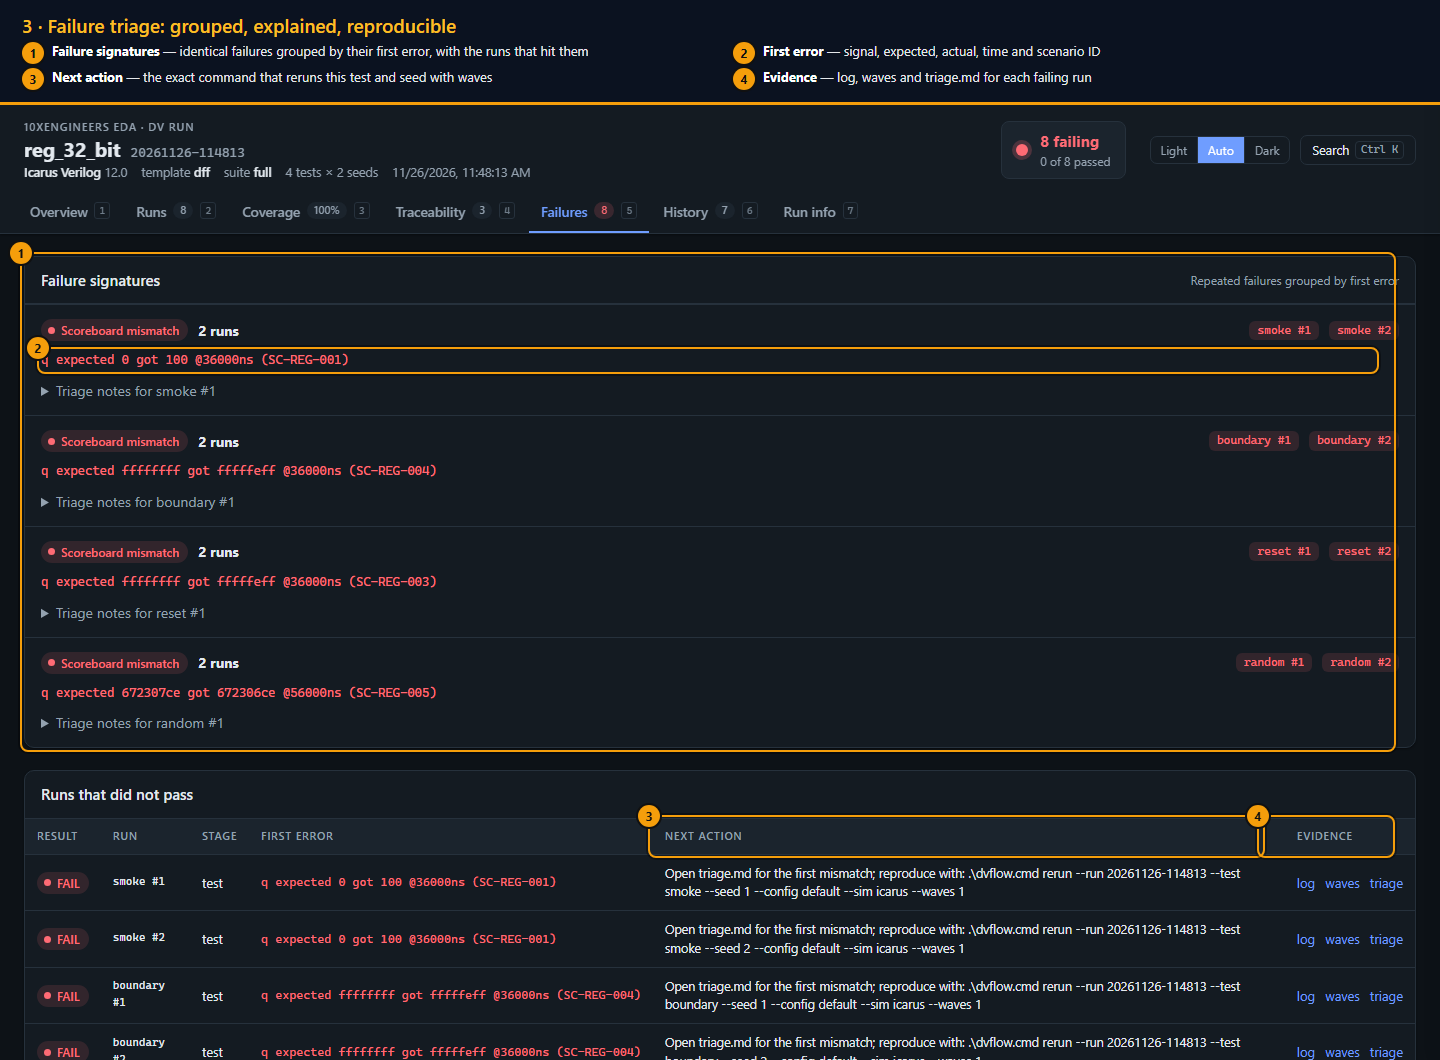 3 · Failure triage: grouped, explained, reproducible
1 Failure signatures — identical failures grouped by their first error, with the runs that hit them
2 First error — signal, expected, actual, time and scenario ID
3 Next action — the exact command that reruns this test and seed with waves
4 Evidence — log, waves and triage.md for each failing run
10XENGINEERS EDA · DV RUN
reg_32_bit 20261126-114813
Icarus Verilog 12.0 template dff suite full 4 tests × 2 seeds 11/26/2026, 11:48:13 AM
8 failing
0 of 8 passed
Light Auto Dark
Search Ctrl K
Overview 1 Runs 8 2 Coverage 100% 3 Traceability 3 4 Failures 8 5 History 7 6 Run info 7
1
Failure signatures
Repeated failures grouped by first error
Scoreboard mismatch 2 runs
smoke #1 smoke #2
2
q expected 0 got 100 @36000ns (SC-REG-001)
Triage notes for smoke #1
Scoreboard mismatch 2 runs
boundary #1 boundary #2
q expected ffffffff got fffffeff @36000ns (SC-REG-004)
Triage notes for boundary #1
Scoreboard mismatch 2 runs
reset #1 reset #2
q expected ffffffff got fffffeff @36000ns (SC-REG-003)
Triage notes for reset #1
Scoreboard mismatch 2 runs
random #1 random #2
q expected 672307ce got 672306ce @56000ns (SC-REG-005)
Triage notes for random #1
Runs that did not pass
3
4
RESULT RUN STAGE FIRST ERROR NEXT ACTION EVIDENCE
FAIL smoke #1 test q expected 0 got 100 @36000ns (SC-REG-001)
Open triage.md for the first mismatch; reproduce with: .\dvflow.cmd rerun --run 20261126-114813 --test
smoke --seed 1 --config default --sim icarus --waves 1
log waves triage
FAIL smoke #2 test q expected 0 got 100 @36000ns (SC-REG-001)
Open triage.md for the first mismatch; reproduce with: .\dvflow.cmd rerun --run 20261126-114813 --test
smoke --seed 2 --config default --sim icarus --waves 1
log waves triage
FAIL
boundary
#1
test q expected ffffffff got fffffeff @36000ns (SC-REG-004)
Open triage.md for the first mismatch; reproduce with: .\dvflow.cmd rerun --run 20261126-114813 --test
boundary --seed 1 --config default --sim icarus --waves 1
log waves triage
FAIL
boundary
#2
test q expected ffffffff got fffffeff @36000ns (SC-REG-004)
Open triage.md for the first mismatch; reproduce with: .\dvflow.cmd rerun --run 20261126-114813 --test
boundary --seed 2 --config default --sim icarus --waves 1
log waves triage